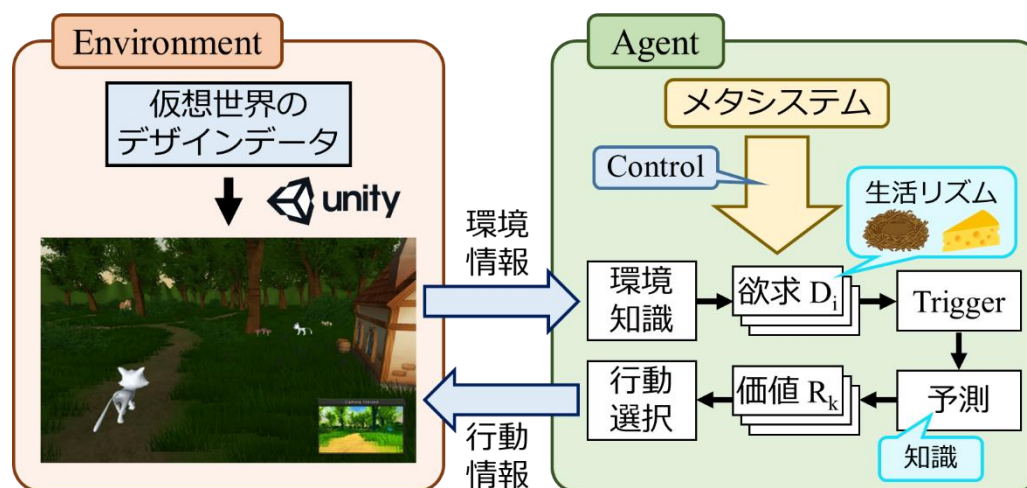 Environment
仮想世界の
デザインデータ
unity
環境
情報
行動
情報
Agent
メタシステム
Control
生活リズム
環境
知識
欲求 Di
Trigger
行動
選択
価値 Rk
予測
知識